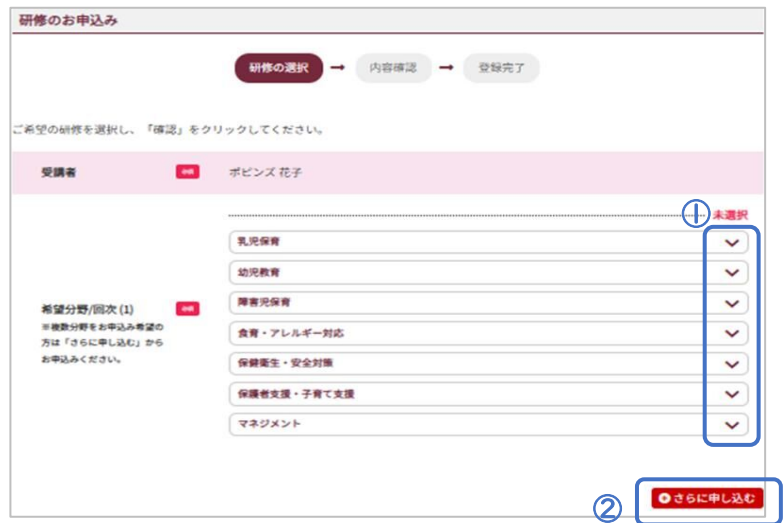 研修のお申込み
研修の選択 → 内容確認 → 登録完了
ご希望の研修を選択し、「確認」をクリックしてください。
受講者 必須 ポピンズ 花子
① 未選択
乳児保育
幼児教育
障害児保育
食育・アレルギー対応
保健衛生・安全対策
保護者支援・子育て支援
マネジメント
希望分野/回次 (1) 必須
※複数分野をお申込み希望の
方は「さらに申し込む」から
お申込みください。
② さらに申し込む